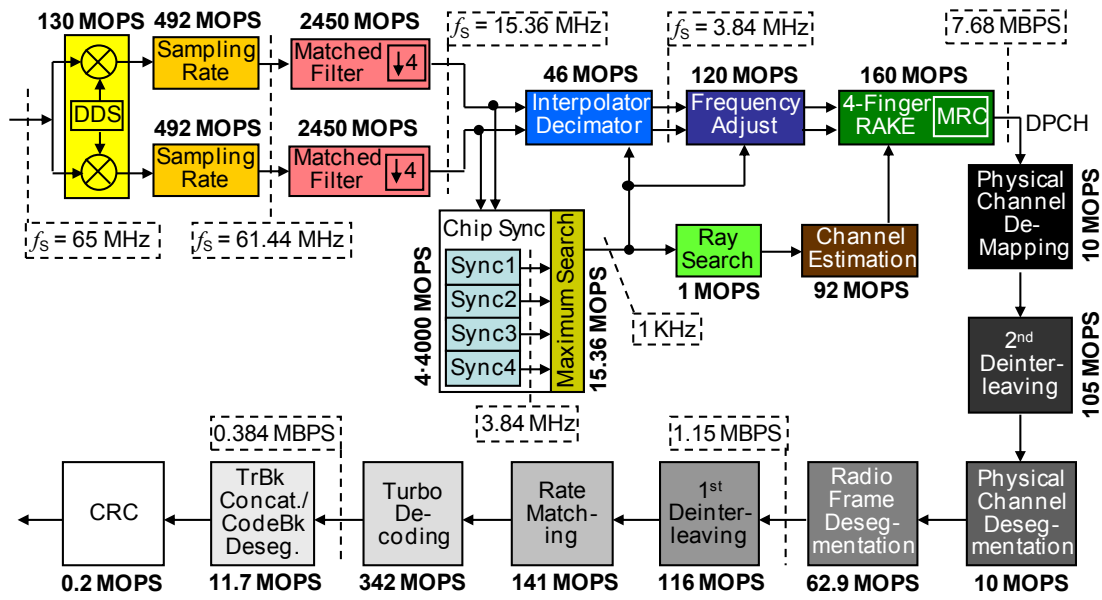 130 MOPS
492 MOPS
2450 MOPS
fS = 15.36 MHz
fS = 3.84 MHz
7.68 MBPS
DDS
Sampling
Rate
Matched
Filter
↓4
46 MOPS
Interpolator
Decimator
120 MOPS
Frequency
Adjust
160 MOPS
4-Finger
RAKE
MRC
DPCH
492 MOPS
Sampling
Rate
2450 MOPS
Matched
Filter
↓4
fS = 65 MHz
fS = 61.44 MHz
Chip Sync
Sync1
Sync2
Sync3
Sync4
4·4000 MOPS
Maximum Search
15.36 MOPS
3.84 MHz
1 KHz
Ray
Search
1 MOPS
Channel
Estimation
92 MOPS
Physical
Channel
De-
Mapping
10 MOPS
2nd
Deinter-
leaving
105 MOPS
Physical
Channel
Deseg-
mentation
10 MOPS
Radio
Frame
Deseg-
mentation
62.9 MOPS
1.15 MBPS
1st
Deinter-
leaving
116 MOPS
Rate
Match-
ing
141 MOPS
Turbo
De-
coding
342 MOPS
0.384 MBPS
TrBk
Concat./
CodeBk
Deseg.
11.7 MOPS
CRC
0.2 MOPS